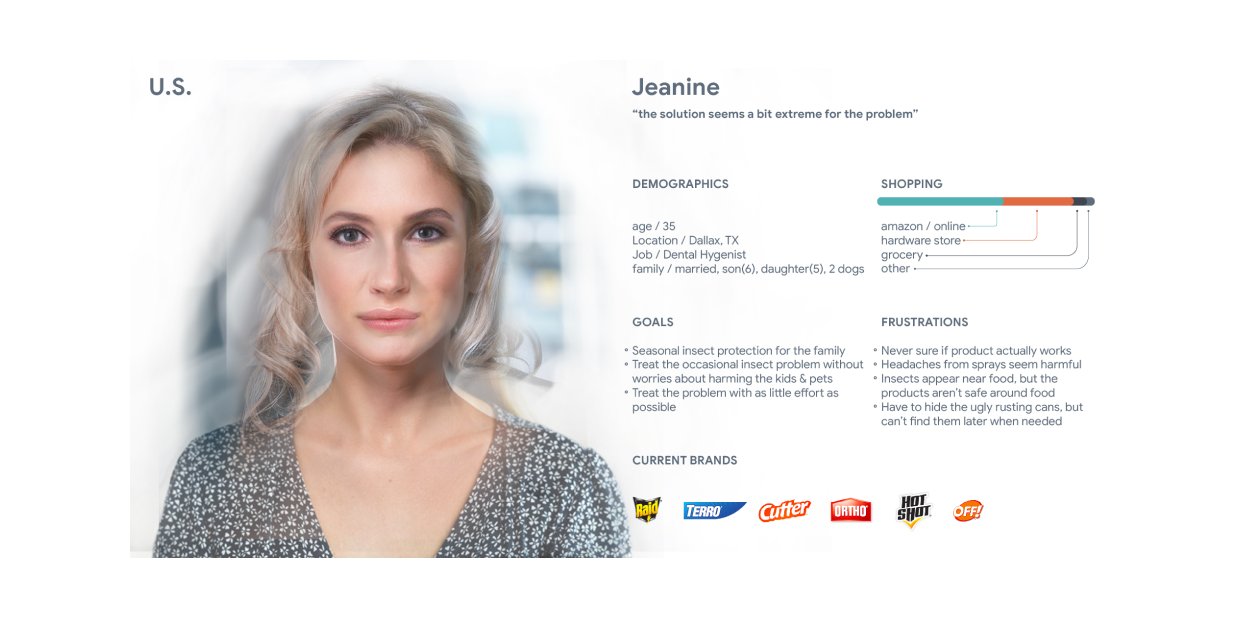 U.S.
Jeanine
“the solution seems a bit extreme for the problem”
DEMOGRAPHICS
age / 35
Location / Dallax, TX
Job / Dental Hygenist
family / married, son(6), daughter(5), 2 dogs
SHOPPING
amazon / online
hardware store
grocery
other
GOALS
• Seasonal insect protection for the family
• Treat the occasional insect problem without
worries about harming the kids & pets
• Treat the problem with as little effort as
possible
FRUSTRATIONS
• Never sure if product actually works
• Headaches from sprays seem harmful
• Insects appear near food, but the
products aren’t safe around food
• Have to hide the ugly rusting cans, but
can’t find them later when needed
CURRENT BRANDS
Raid
TERRO
Cutter
ORTHO
HOT
SHOT
OFF!